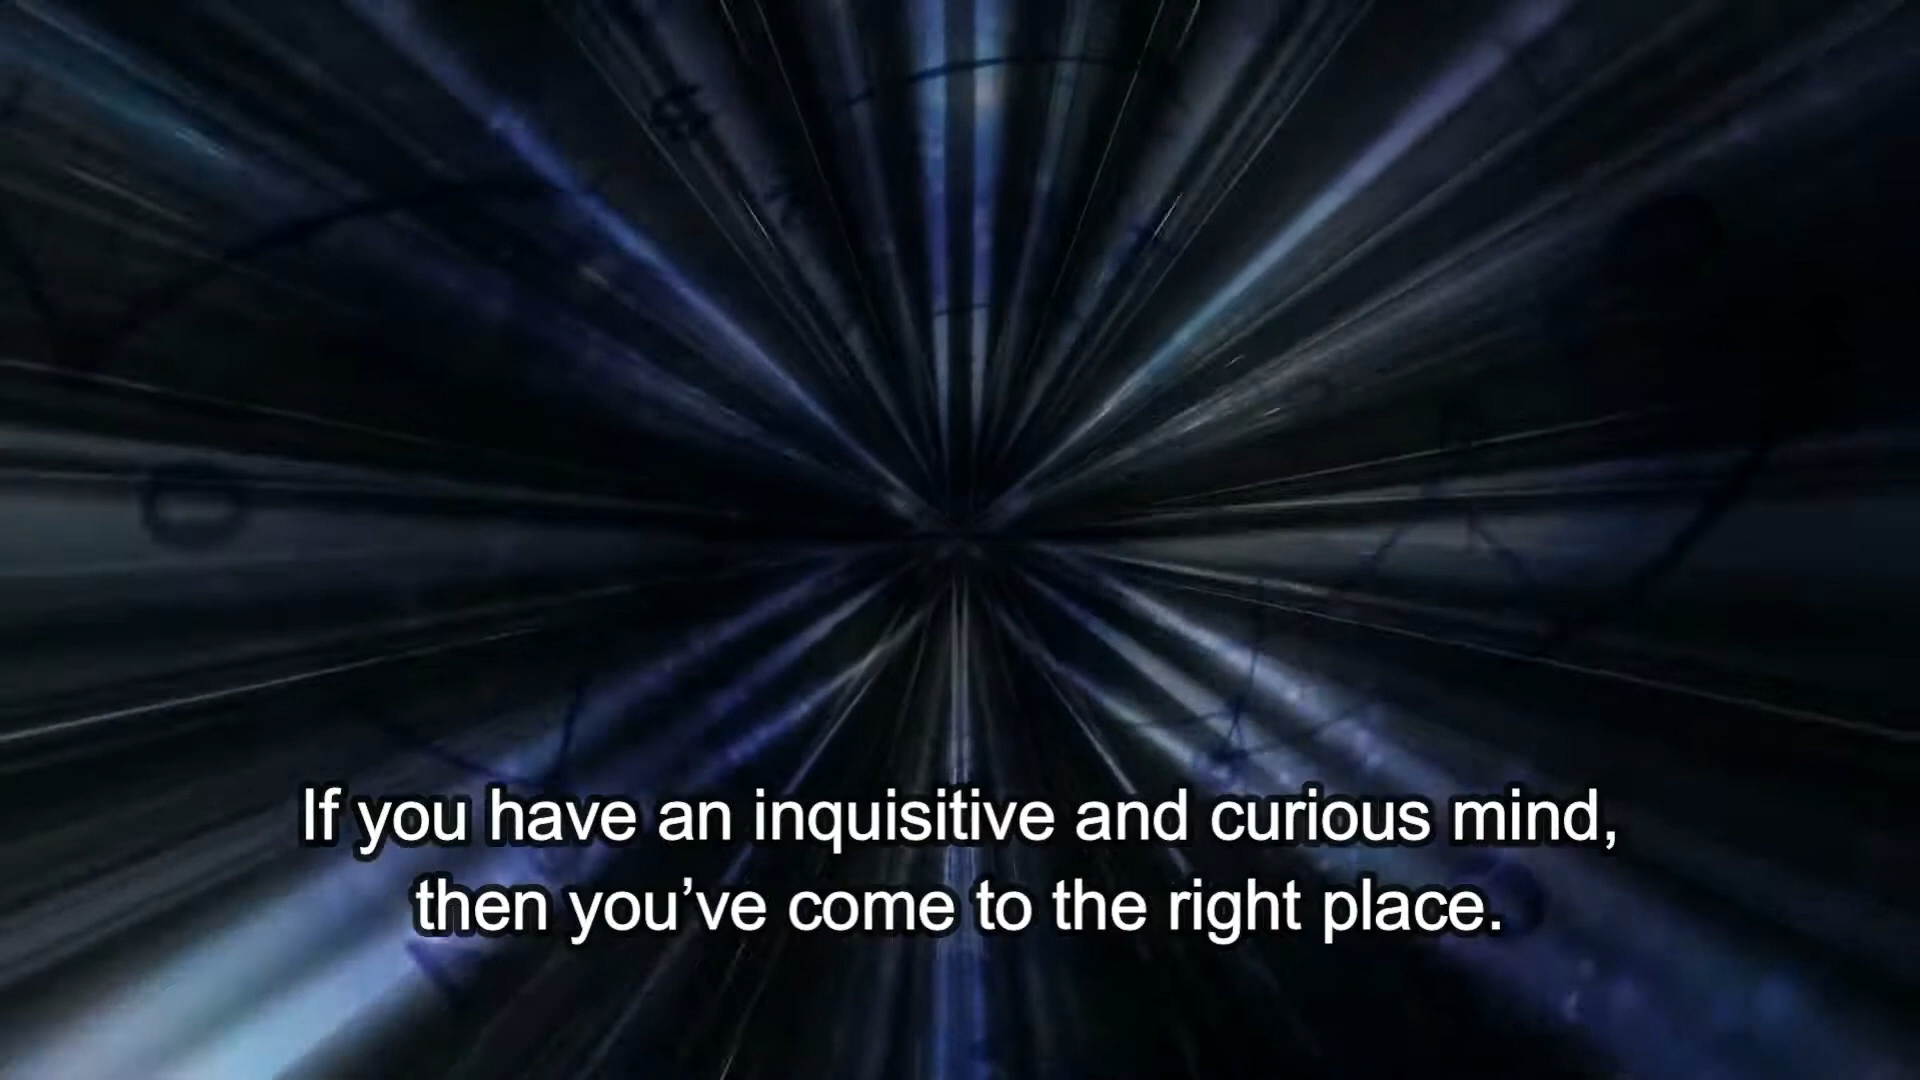 If you have an inquisitive and curious mind,
then you’ve come to the right place.